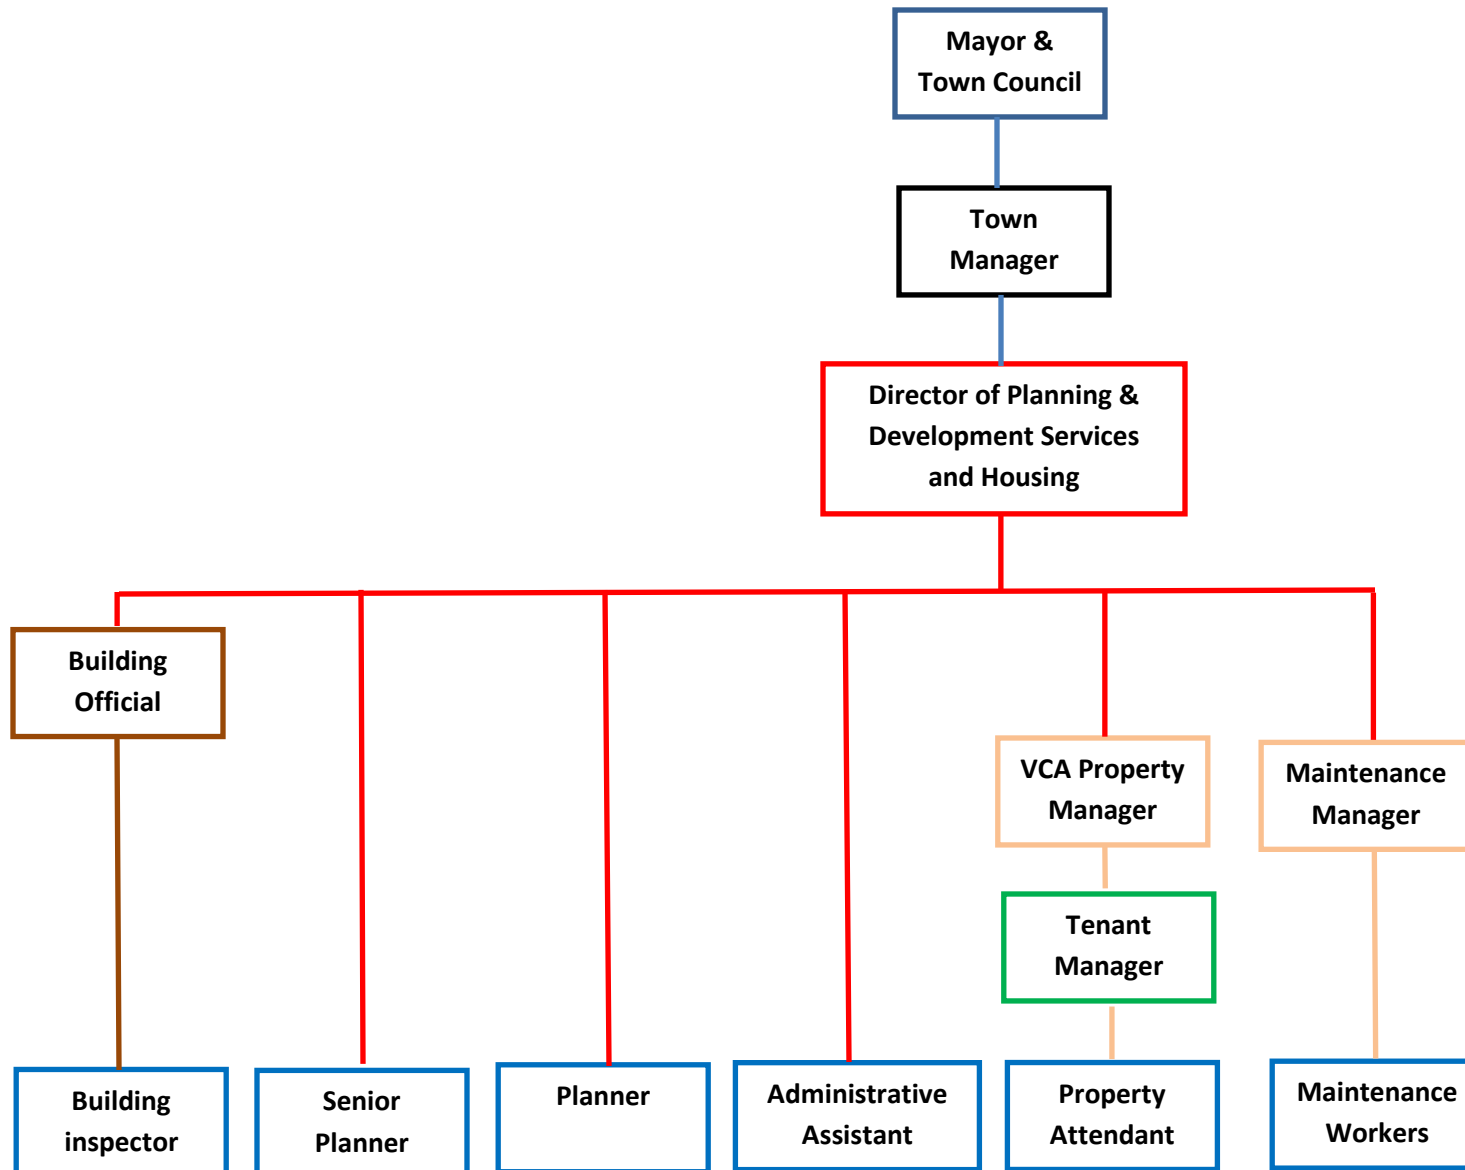 Mayor &
Town Council
Town
Manager
Director of Planning &
Development Services
and Housing
Building
Official
VCA Property
Manager
Maintenance
Manager
Tenant
Manager
Building
inspector
Senior
Planner
Planner
Administrative
Assistant
Property
Attendant
Maintenance
Workers